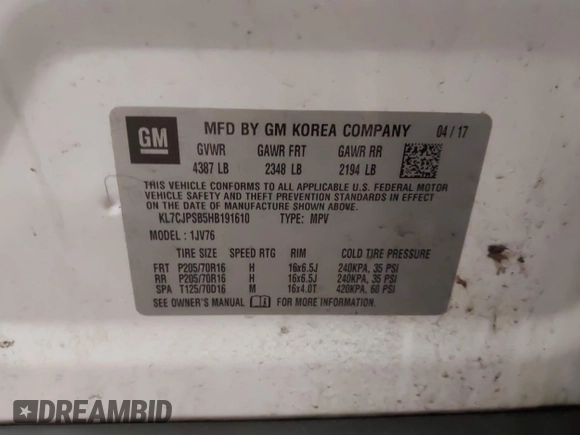 GM
MFD BY GM KOREA COMPANY 04 / 17
GVWR GAWR FRT GAWR RR
4387 LB 2348 LB 2194 LB
THIS VEHICLE CONFORMS TO ALL APPLICABLE U.S. FEDERAL MOTOR
VEHICLE SAFETY AND THEFT PREVENTION STANDARDS IN EFFECT
ON THE DATE OF MANUFACTURE SHOWN ABOVE.
KL7CJPSB5HB191610 TYPE: MPV
MODEL : 1JV76
TIRE SIZE SPEED RTG RIM COLD TIRE PRESSURE
FRT P205/70R16 H 16x6.5J 240KPA, 35 PSI
RR P205/70R16 H 16x6.5J 240KPA, 35 PSI
SPA T125/70D16 M 16x4.0T 420KPA, 60 PSI
SEE OWNER'S MANUAL FOR MORE INFORMATION.
DREAMBID